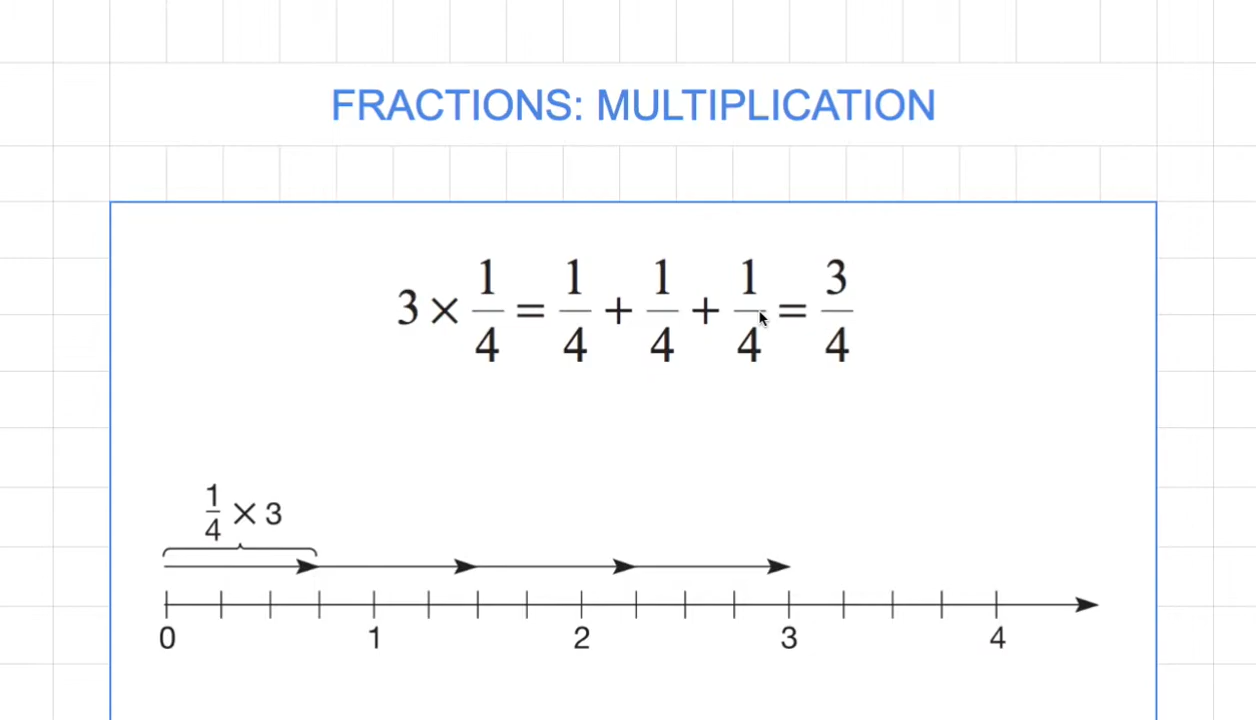 FRACTIONS: MULTIPLICATION
3 × 1/4 = 1/4 + 1/4 + 1/4 = 3/4
1/4 × 3
0 1 2 3 4